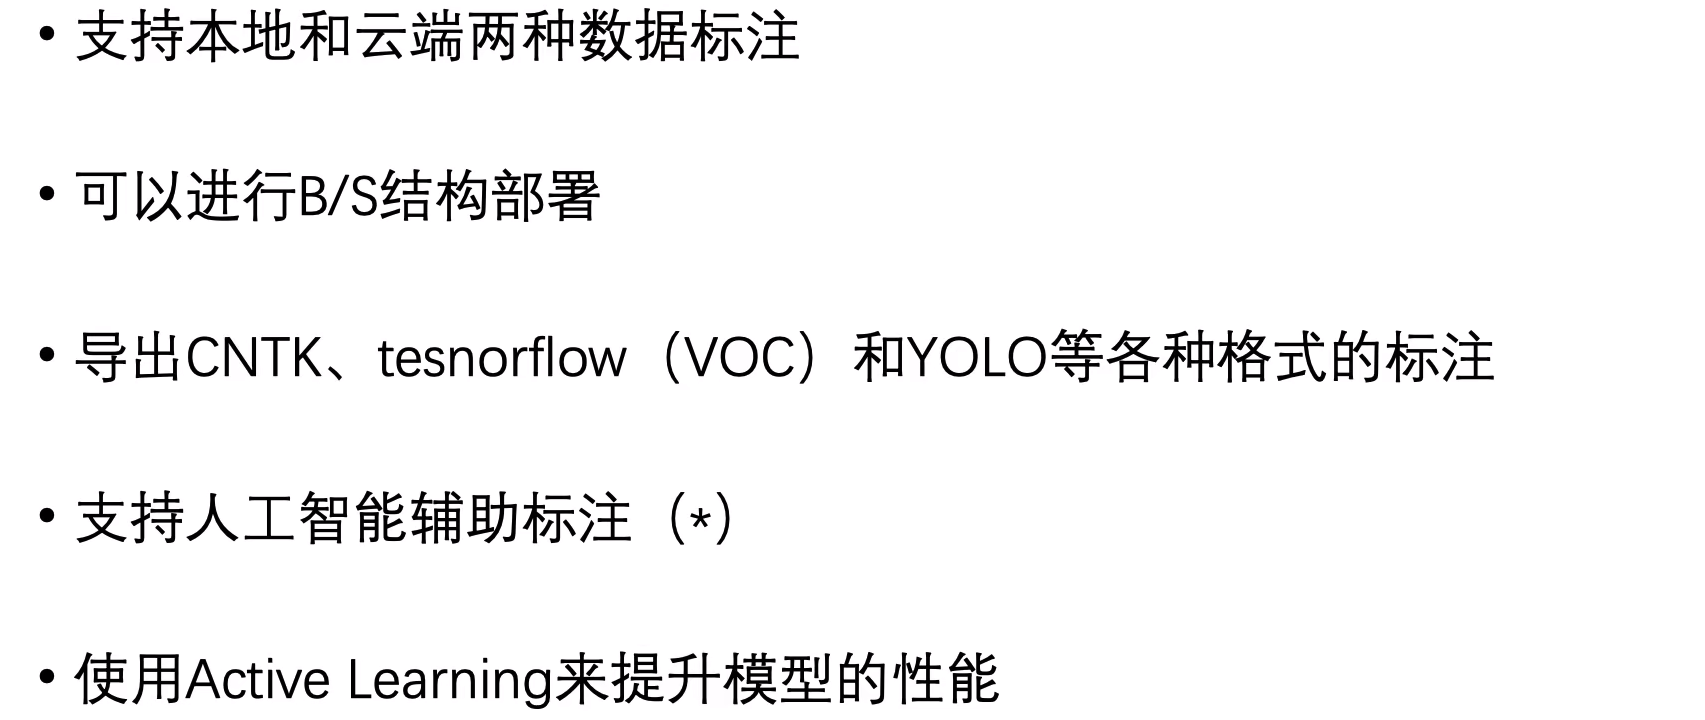 • 支持本地和云端两种数据标注
• 可以进行B/S结构部署
• 导出CNTK、tesnorflow（VOC）和YOLO等各种格式的标注
• 支持人工智能辅助标注（*）
• 使用Active Learning来提升模型的性能